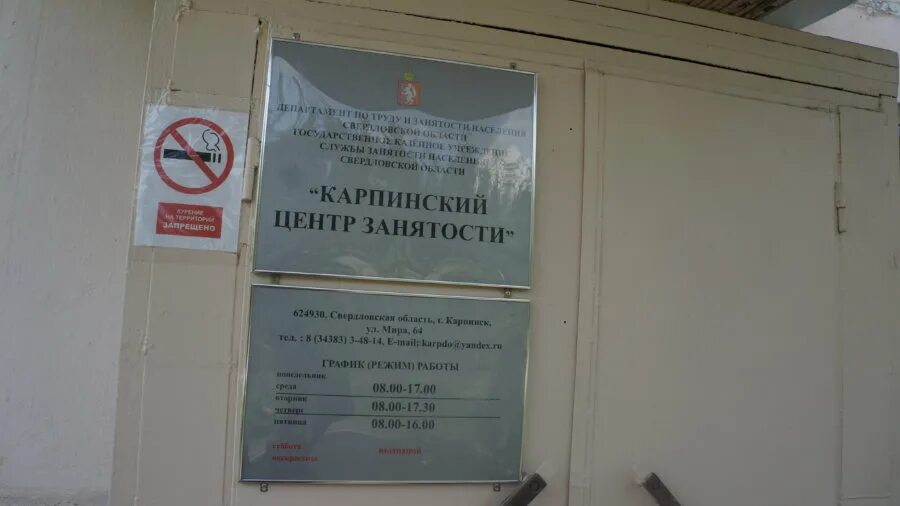 КУРЕНИЕ
НА ТЕРРИТОРИИ
ЗАПРЕЩЕНО
ДЕПАРТАМЕНТ ПО ТРУДУ И ЗАНЯТОСТИ НАСЕЛЕНИЯ
СВЕРДЛОВСКОЙ ОБЛАСТИ
ГОСУДАРСТВЕННОЕ КАЗЁННОЕ УЧРЕЖДЕНИЕ
СЛУЖБЫ ЗАНЯТОСТИ НАСЕЛЕНИЯ
СВЕРДЛОВСКОЙ ОБЛАСТИ
"КАРПИНСКИЙ
ЦЕНТР ЗАНЯТОСТИ"
624930, Свердловская область, г. Карпинск,
ул. Мира, 64
тел. : 8 (34383) 3-48-14, E-mail: karpdo@yandex.ru
ГРАФИК (РЕЖИМ) РАБОТЫ
понедельник
среда 08.00-17.00
вторник
четверг 08.00-17.30
пятница 08.00-16.00
суббота выходной
воскресенье